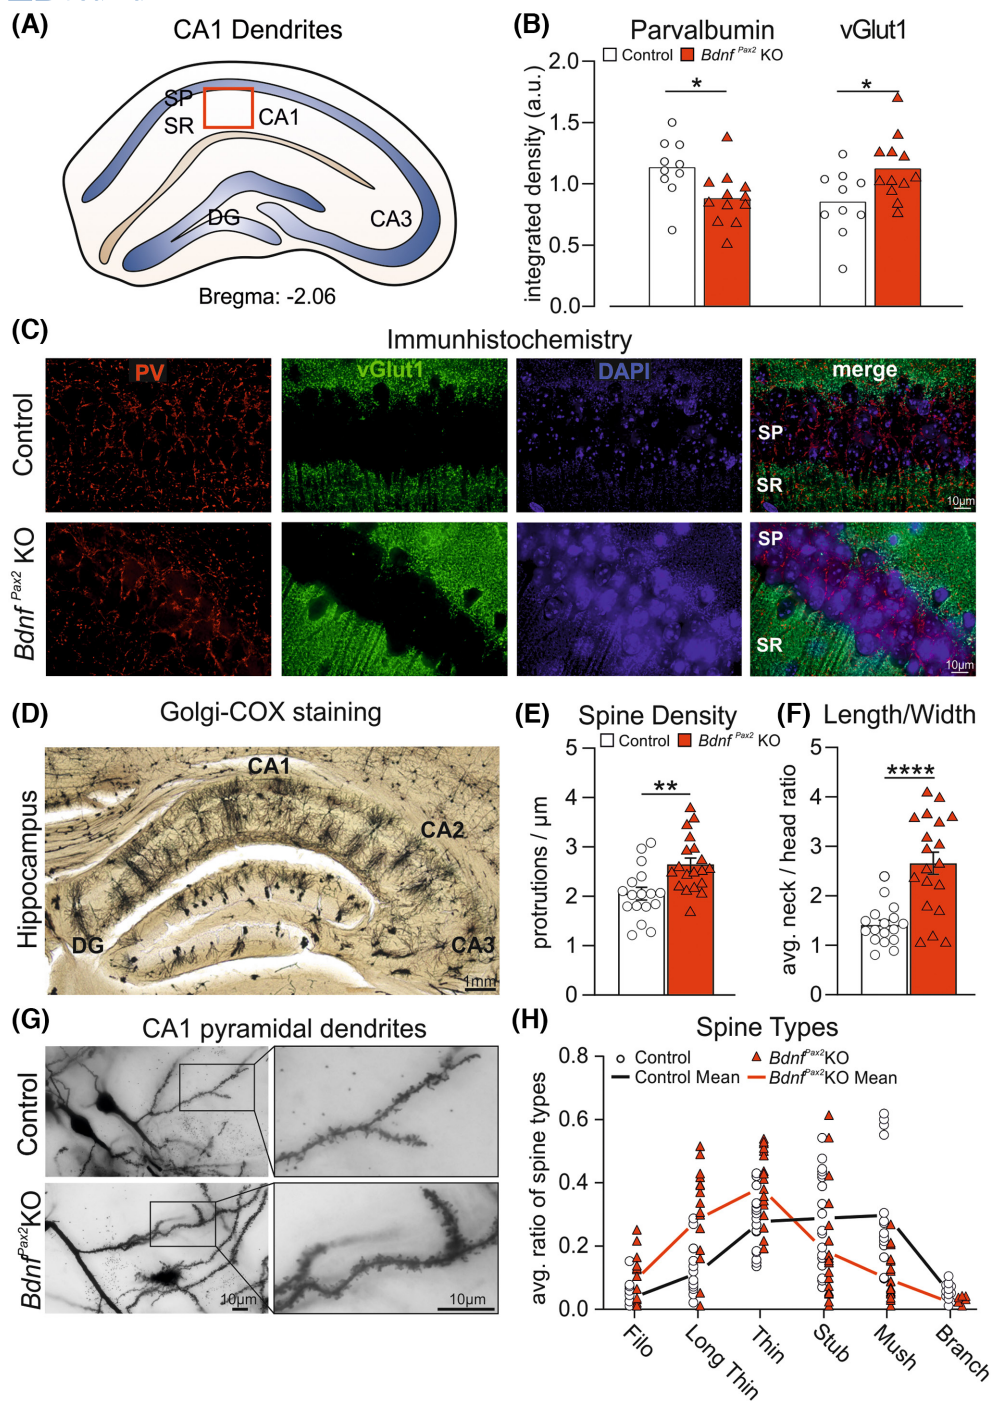 (A)
CA1 Dendrites
SP
SR
CA1
DG
CA3
Bregma: -2.06
(B)
Parvalbumin
vGlut1
Control
Bdnf Pax2 KO
integrated density (a.u.)
2.0
1.5
1.0
0.5
0.0
*
*
(C)
Immunhistochemistry
Control
PV
vGlut1
DAPI
merge
SP
SR
10µm
Bdnf Pax2 KO
SP
SR
10µm
(D)
Golgi-COX staining
Hippocampus
CA1
CA2
CA3
DG
1mm
(E)
Spine Density
Control
Bdnf Pax2 KO
protrutions / µm
5
4
3
2
1
0
**
(F)
Length/Width
avg. neck / head ratio
5
4
3
2
1
0
****
(G)
CA1 pyramidal dendrites
Control
Bdnf Pax2 KO
10µm
10µm
(H)
Spine Types
Control
Bdnf Pax2 KO
Control Mean
Bdnf Pax2 KO Mean
avg. ratio of spine types
0.8
0.6
0.4
0.2
0.0
Filo
Long Thin
Thin
Stub
Mush
Branch